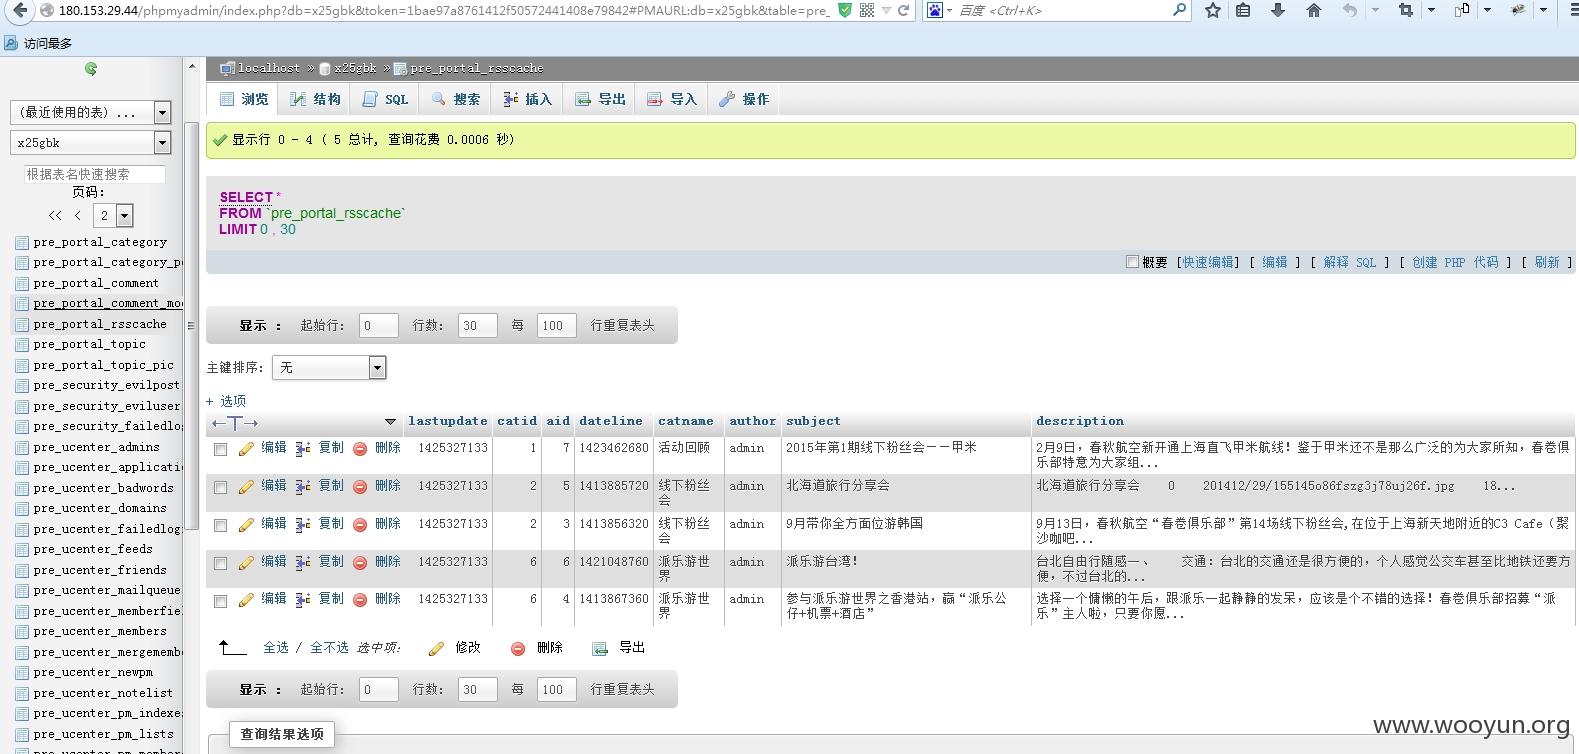 180.153.29.44/phpmyadmin/index.php?db=x25gbk&token=1bae97a8761412f50572441408e79842#PMAURL:db=x25gbk&table=pre_
百度 <Ctrl+K>
访问最多
localhost » x25gbk » pre_portal_rsscache
(最近使用的表) ...
浏览 结构 SQL 搜索 插入 导出 导入 操作
x25gbk
显示行 0 - 4 ( 5 总计, 查询花费 0.0006 秒)
根据表名快速搜索
页码:
<< < 2
SELECT *
FROM `pre_portal_rsscache`
LIMIT 0 , 30
概要 [快速编辑] [ 编辑 ] [ 解释 SQL ] [ 创建 PHP 代码 ] [ 刷新 ]
pre_portal_category
pre_portal_category_pe
pre_portal_comment
pre_portal_comment_mod
pre_portal_rsscache
pre_portal_topic
pre_portal_topic_pic
pre_security_evilpost
pre_security_eviluser
pre_security_failedlog
pre_ucenter_admins
pre_ucenter_applicatic
pre_ucenter_badwords
pre_ucenter_domains
pre_ucenter_failedlogi
pre_ucenter_feeds
pre_ucenter_friends
pre_ucenter_mailqueue
pre_ucenter_memberfiel
pre_ucenter_members
pre_ucenter_mergemembe
pre_ucenter_newpm
pre_ucenter_notelist
pre_ucenter_pm_indexes
pre_ucenter_pm_lists
pre_ucenter_pm_members
显示 : 起始行: 0 行数: 30 每 100 行重复表头
主键排序: 无
+ 选项
←T→ lastupdate catid aid dateline catname author subject description
编辑 复制 删除 1425327133 1 7 1423462680 活动回顾 admin 2015年第1期线下粉丝会——甲米 2月9日，春秋航空新开通上海直飞甲米航线！鉴于甲米还不是那么广泛的为大家所知，春卷俱
乐部特意为大家组...
编辑 复制 删除 1425327133 2 5 1413885720 线下粉丝 admin 北海道旅行分享会 北海道旅行分享会 0 201412/29/155145o86fszg3j78uj26f.jpg 18...
会
编辑 复制 删除 1425327133 2 3 1413856320 线下粉丝 admin 9月带你全方面位游韩国 9月13日，春秋航空“春卷俱乐部”第14场线下粉丝会,在位于上海新天地附近的C3 Cafe（聚
会 沙咖吧...
编辑 复制 删除 1425327133 6 6 1421048760 派乐游世 admin 派乐游台湾！ 台北自由行随感一、 交通：台北的交通还是很方便的，个人感觉公交车甚至比地铁还要方
界 便，不过台北的...
编辑 复制 删除 1425327133 6 4 1413867360 派乐游世 admin 参与派乐游世界之香港站，赢“派乐公 选择一个慵懒的午后，跟派乐一起静静的发呆，应该是个不错的选择！春卷俱乐部招募“派
界 仔+机票+酒店” 乐”主人啦，只要你愿...
全选 / 全不选 选中项: 修改 删除 导出
显示 : 起始行: 0 行数: 30 每 100 行重复表头
查询结果选项
www.wooyun.org